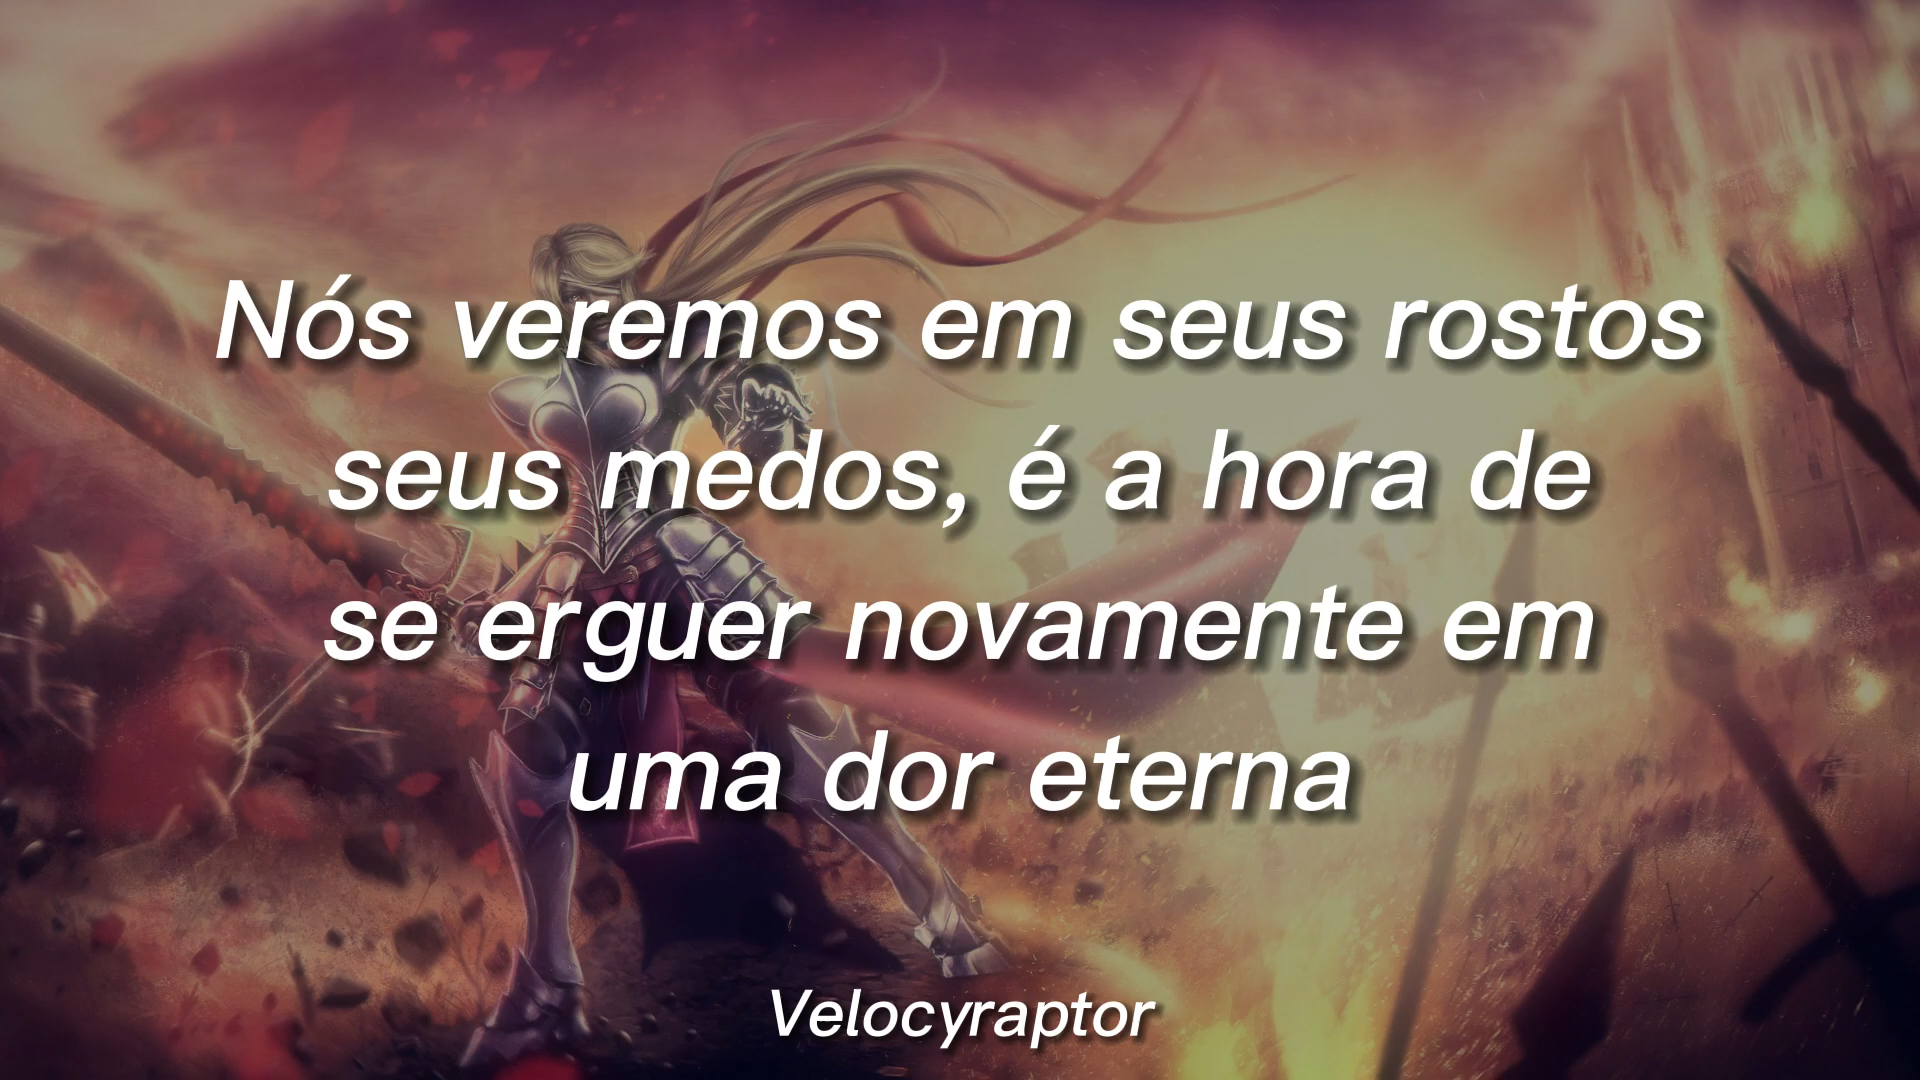 Nós veremos em seus rostos
seus medos, é a hora de
se erguer novamente em
uma dor eterna
Velocyraptor